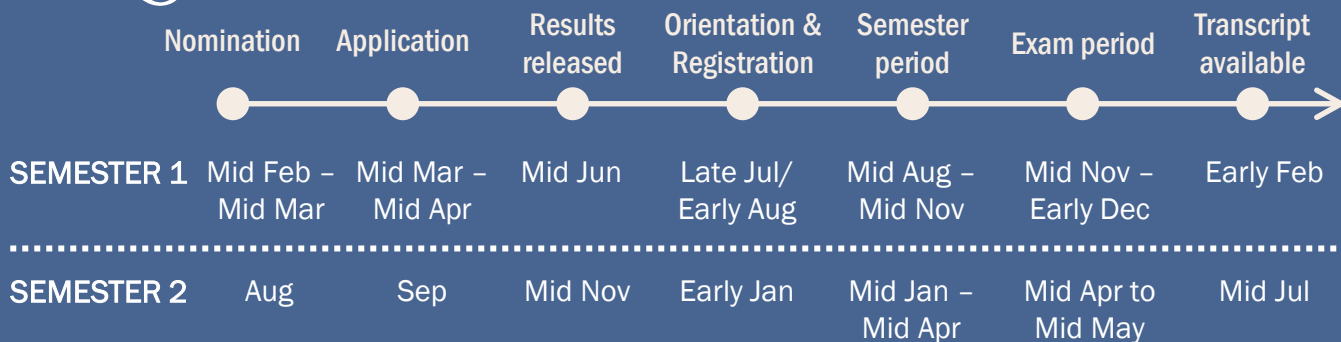 Nomination
Application
Results
released
Orientation &
Registration
Semester
period
Exam period
Transcript
available
SEMESTER 1
Mid Feb –
Mid Mar
Mid Mar –
Mid Apr
Mid Jun
Late Jul/
Early Aug
Mid Aug –
Mid Nov
Mid Nov –
Early Dec
Early Feb
SEMESTER 2
Aug
Sep
Mid Nov
Early Jan
Mid Jan –
Mid Apr
Mid Apr to
Mid May
Mid Jul